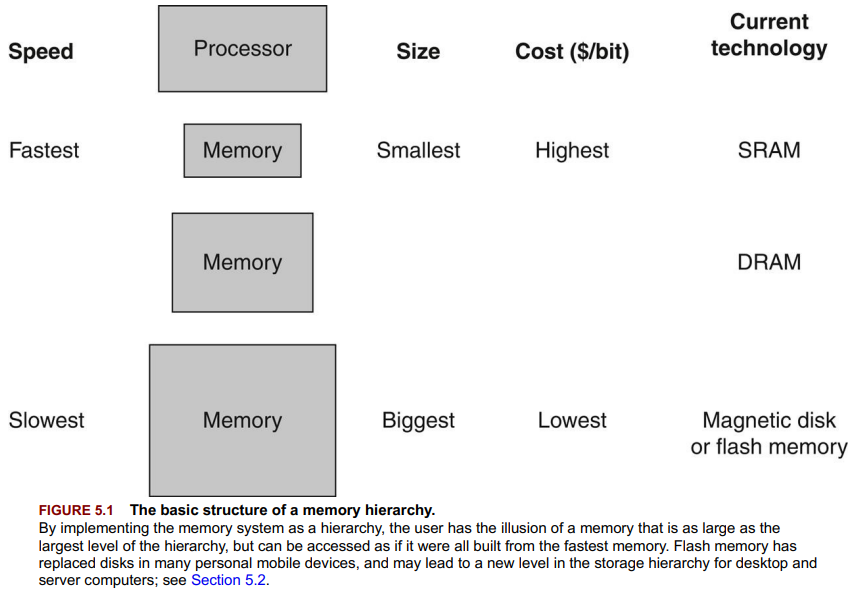 Speed Processor Size Cost ($/bit) Current technology
Fastest Memory Smallest Highest SRAM
Memory DRAM
Slowest Memory Biggest Lowest Magnetic disk or flash memory
FIGURE 5.1 The basic structure of a memory hierarchy.
By implementing the memory system as a hierarchy, the user has the illusion of a memory that is as large as the
largest level of the hierarchy, but can be accessed as if it were all built from the fastest memory. Flash memory has
replaced disks in many personal mobile devices, and may lead to a new level in the storage hierarchy for desktop and
server computers; see Section 5.2.